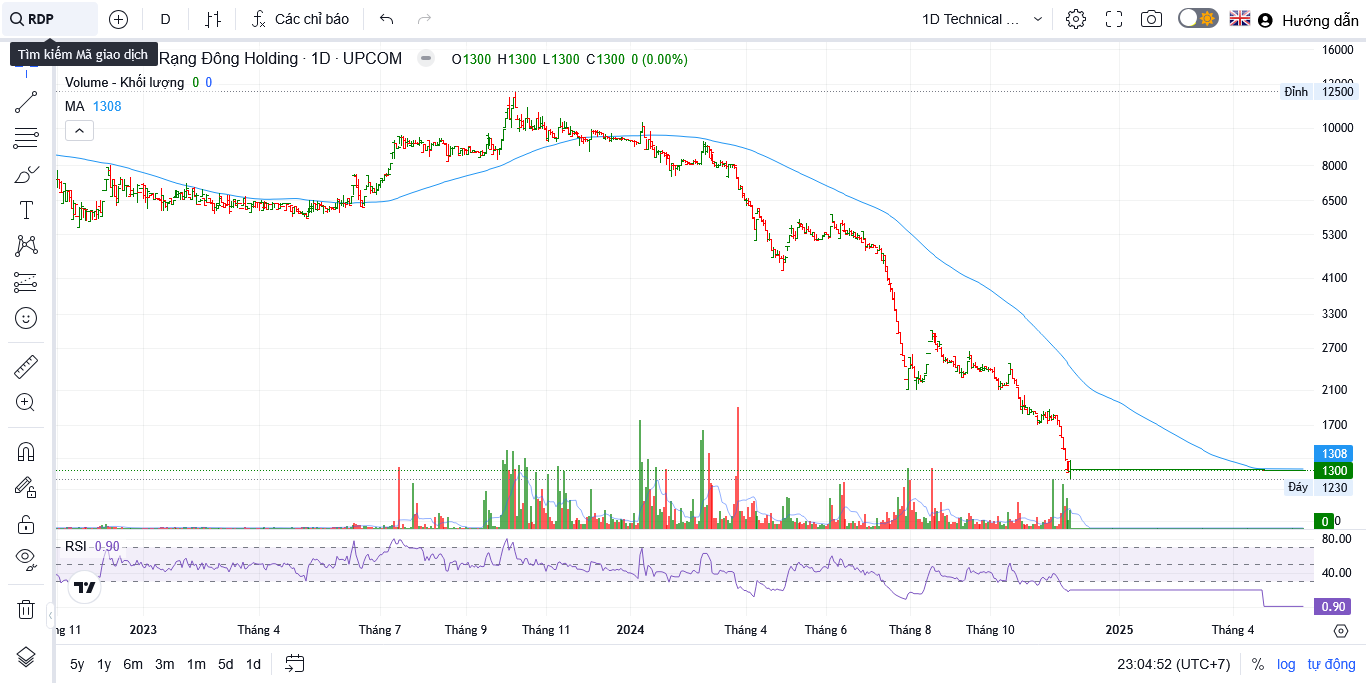 RDP
D
Các chỉ báo
1D Technical ...
Hướng dẫn
Tìm kiếm Mã giao dịch
Rạng Đông Holding · 1D · UPCOM
O1300 H1300 L1300 C1300 0 (0.00%)
Volume - Khối lượng 0 0
MA 1308
16000
Đỉnh 12500
10000
8000
6500
5300
4100
3300
2700
2100
1700
1308
1300
Đáy 1230
0
0
RSI 0.90
80.00
40.00
0.90
ng 11 2023 Tháng 4 Tháng 7 Tháng 9 Tháng 11 2024 Tháng 4 Tháng 6 Tháng 8 Tháng 10 2025 Tháng 4
5y 1y 6m 3m 1m 5d 1d
23:04:52 (UTC+7) % log tự động